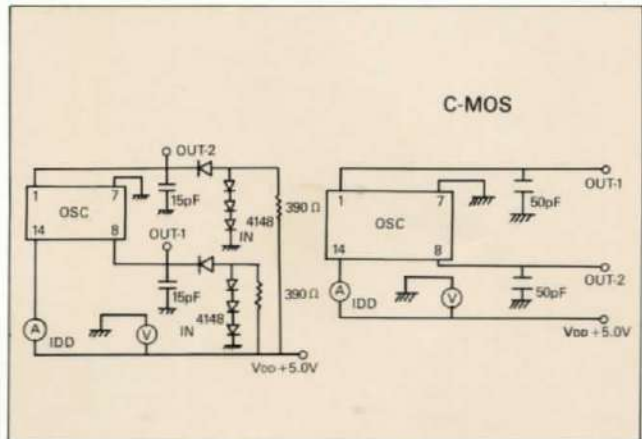 C-MOS
OUT-2
1
7
15pF
OSC
390 Ω
4148
14
8
OUT-1
IN
15pF
4148
390 Ω
A
IDD
V
IN
VDD+5.0V
OUT-1
1
7
50pF
OSC
14
8
OUT-2
50pF
A
IDD
V
VDD+5.0V